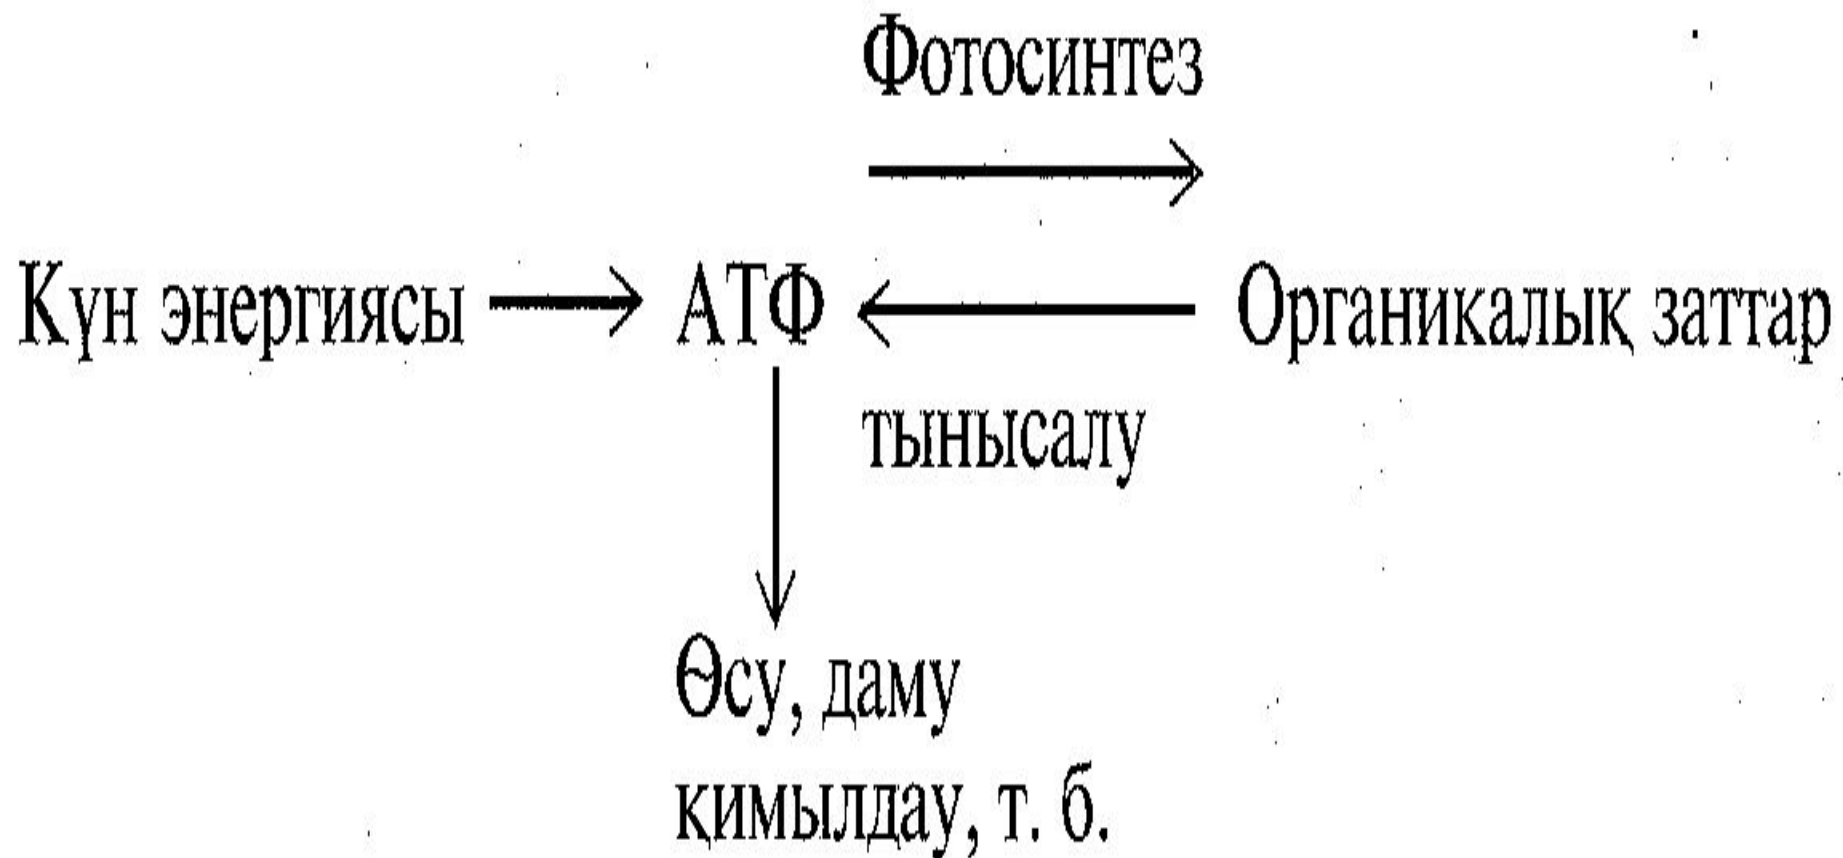 Фотосинтез
Күн энергиясы АТФ Органикалық заттар
тынысалу
Өсу, даму
қимылдау, т. б.